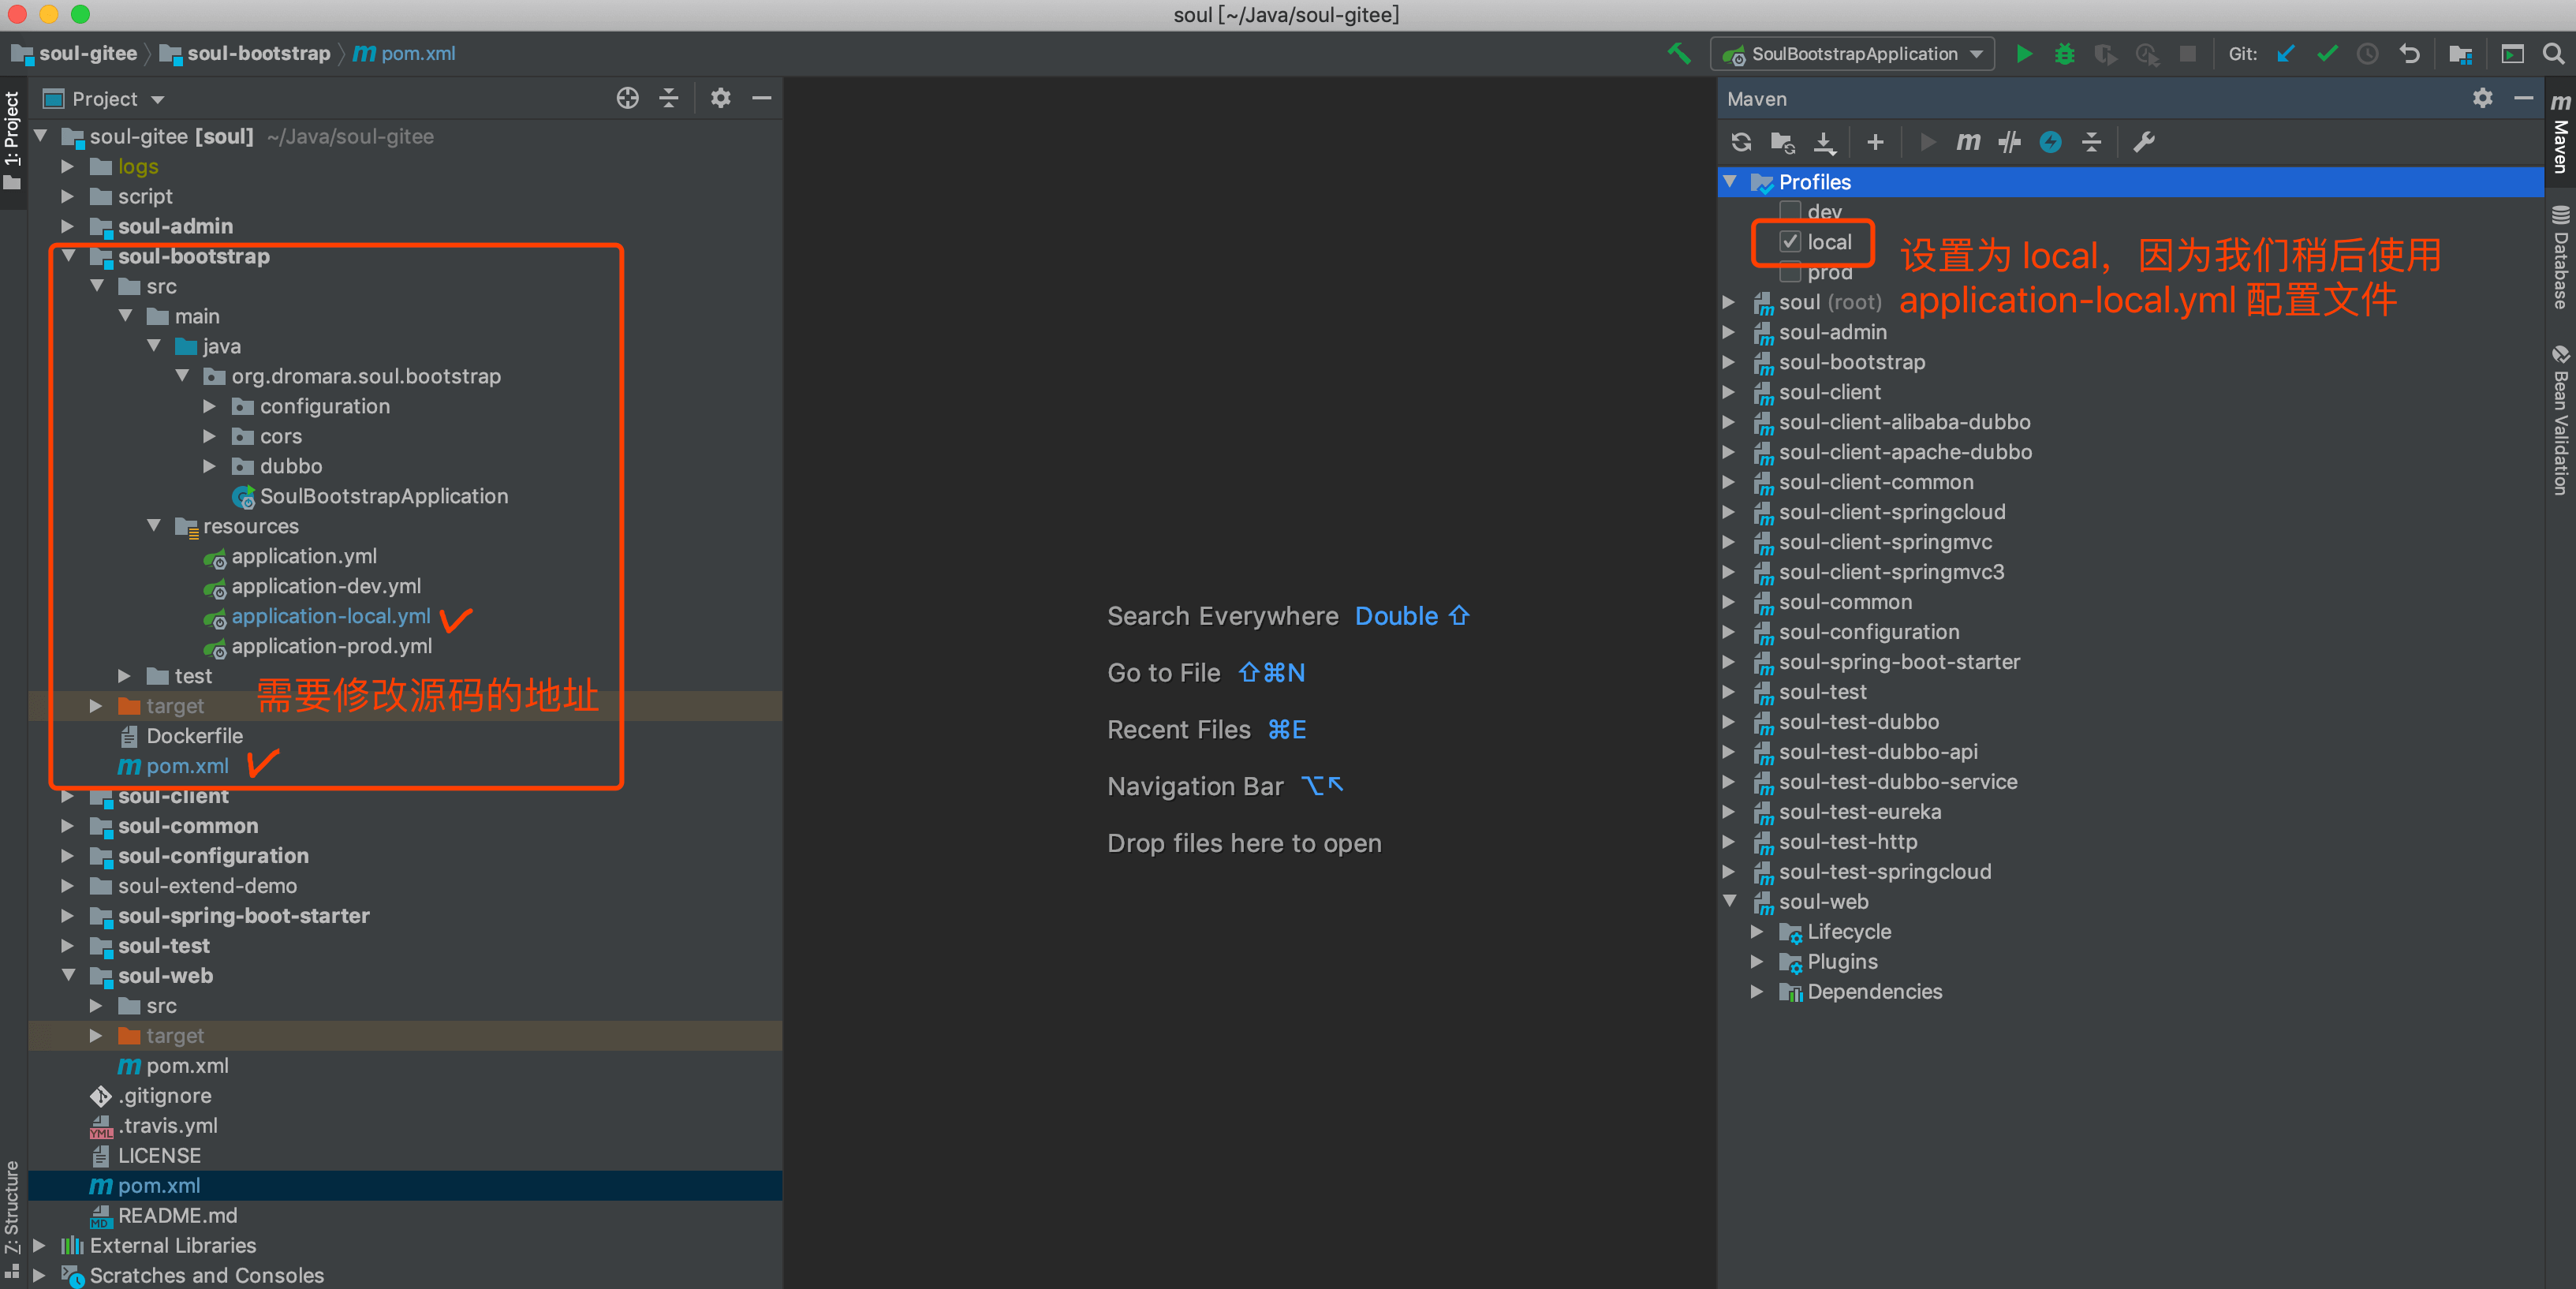 soul [~/Java/soul-gitee]
soul-gitee
soul-bootstrap
pom.xml
SoulBootstrapApplication
Git:
1: Project
Z: Structure
Project
soul-gitee [soul] ~/Java/soul-gitee
logs
script
soul-admin
soul-bootstrap
src
main
java
org.dromara.soul.bootstrap
configuration
cors
dubbo
SoulBootstrapApplication
resources
application.yml
application-dev.yml
application-local.yml
application-prod.yml
test
需要修改源码的地址
target
Dockerfile
pom.xml
soul-client
soul-common
soul-configuration
soul-extend-demo
soul-spring-boot-starter
soul-test
soul-web
src
target
pom.xml
.gitignore
.travis.yml
LICENSE
pom.xml
README.md
External Libraries
Scratches and Consoles
Search Everywhere Double ⇧
Go to File ⇧⌘N
Recent Files ⌘E
Navigation Bar ⌥↖
Drop files here to open
Maven
Profiles
dev
local
prod
设置为 local，因为我们稍后使用
application-local.yml 配置文件
soul (root)
soul-admin
soul-bootstrap
soul-client
soul-client-alibaba-dubbo
soul-client-apache-dubbo
soul-client-common
soul-client-springcloud
soul-client-springmvc
soul-client-springmvc3
soul-common
soul-configuration
soul-spring-boot-starter
soul-test
soul-test-dubbo
soul-test-dubbo-api
soul-test-dubbo-service
soul-test-eureka
soul-test-http
soul-test-springcloud
soul-web
Lifecycle
Plugins
Dependencies
Maven
Database
Bean Validation